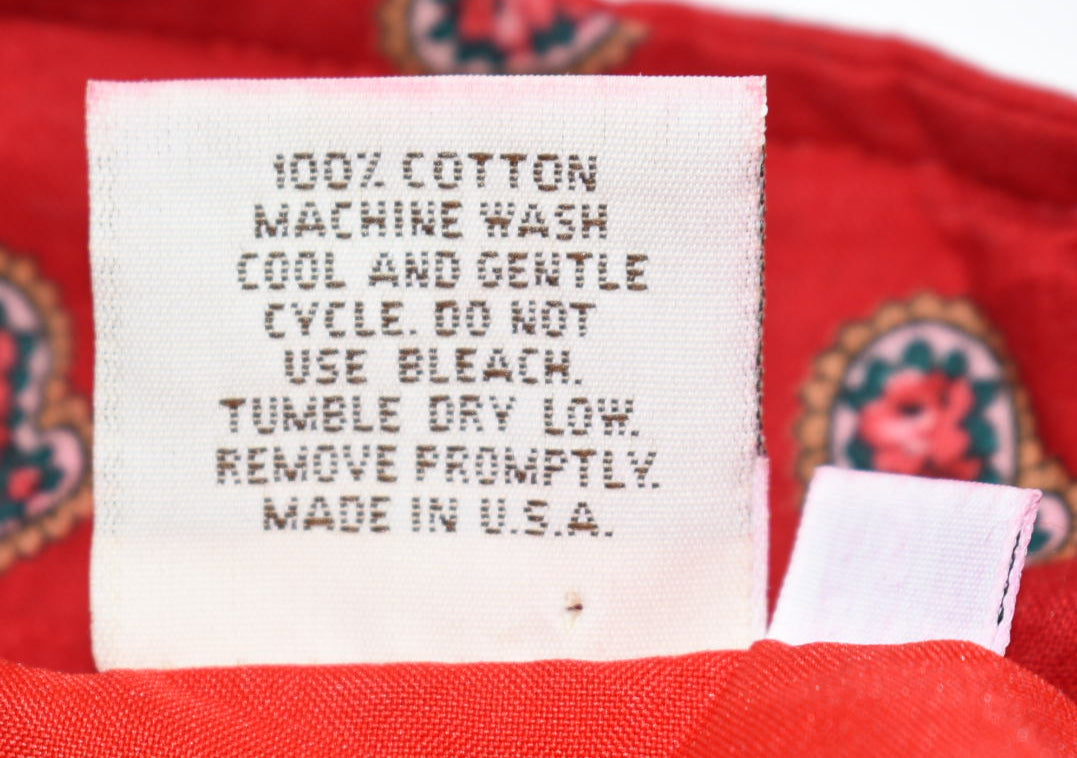 100% COTTON
MACHINE WASH
COOL AND GENTLE
CYCLE. DO NOT
USE BLEACH.
TUMBLE DRY LOW.
REMOVE PROMPTLY.
MADE IN U.S.A.